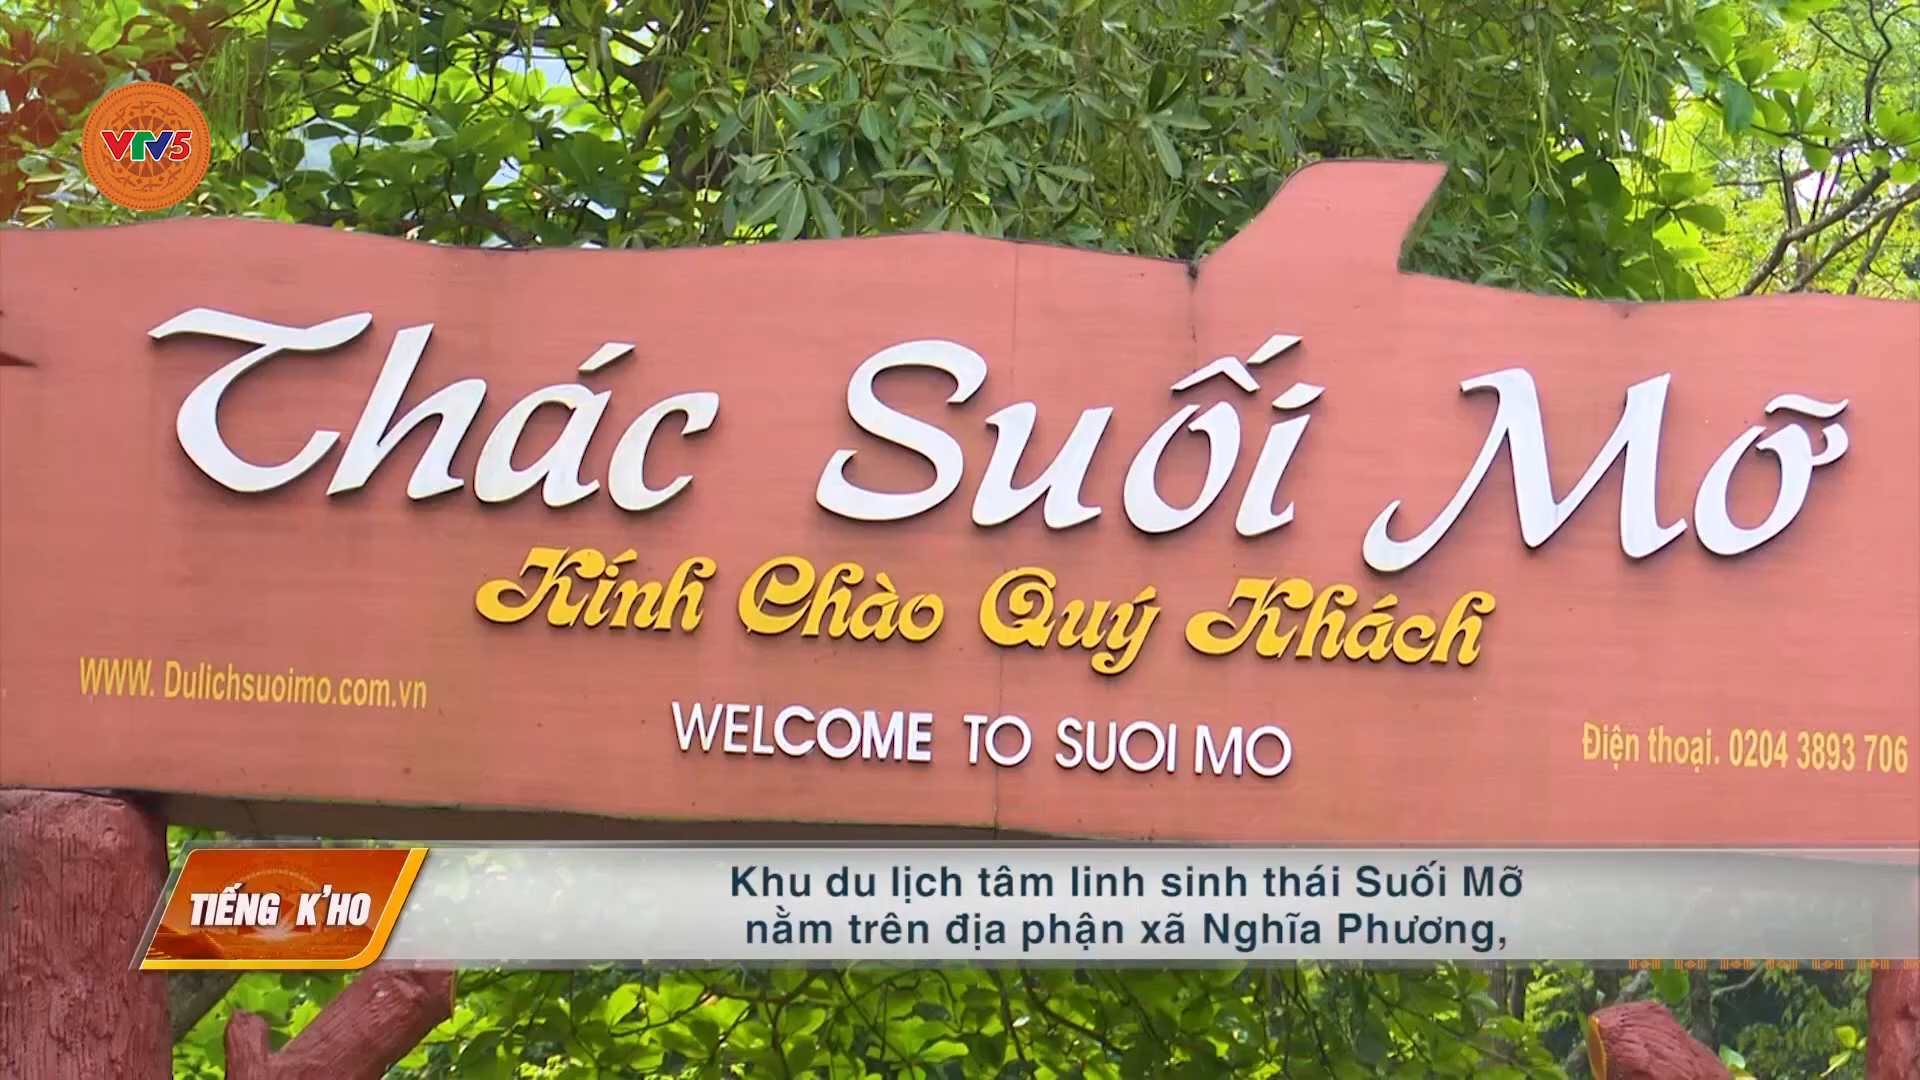 VTV5
Thác Suối Mỡ
Kính Chào Quý Khách
WWW. Dulichsuoimo.com.vn
WELCOME TO SUOI MO
Điện thoại. 0204 3893 706
TIẾNG K'HO
Khu du lịch tâm linh sinh thái Suối Mỡ
nằm trên địa phận xã Nghĩa Phương,